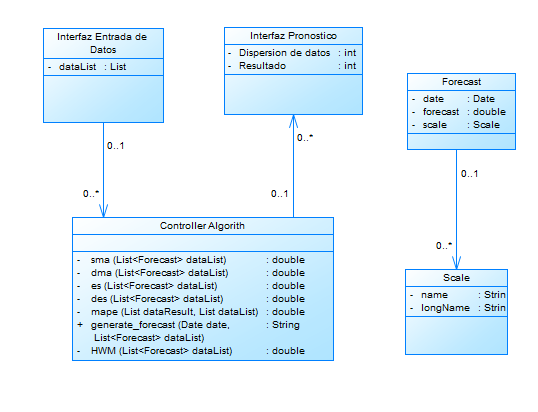 Interfaz Entrada de
Datos
- dataList : List
Interfaz Pronostico
- Dispersion de datos : int
- Resultado : int
Forecast
- date : Date
- forecast : double
- scale : Scale
0..1
0..*
0..*
0..1
0..1
0..*
Controller Algorith
- sma (List<Forecast> dataList) : double
- dma (List<Forecast> dataList) : double
- es (List<Forecast> dataList) : double
- des (List<Forecast> dataList) : double
- mape (List dataResult, List dataList) : double
+ generate_forecast (Date date, : String
List<Forecast> dataList)
- HWM (List<Forecast> dataList) : double
Scale
- name : Strin
- longName : Strin